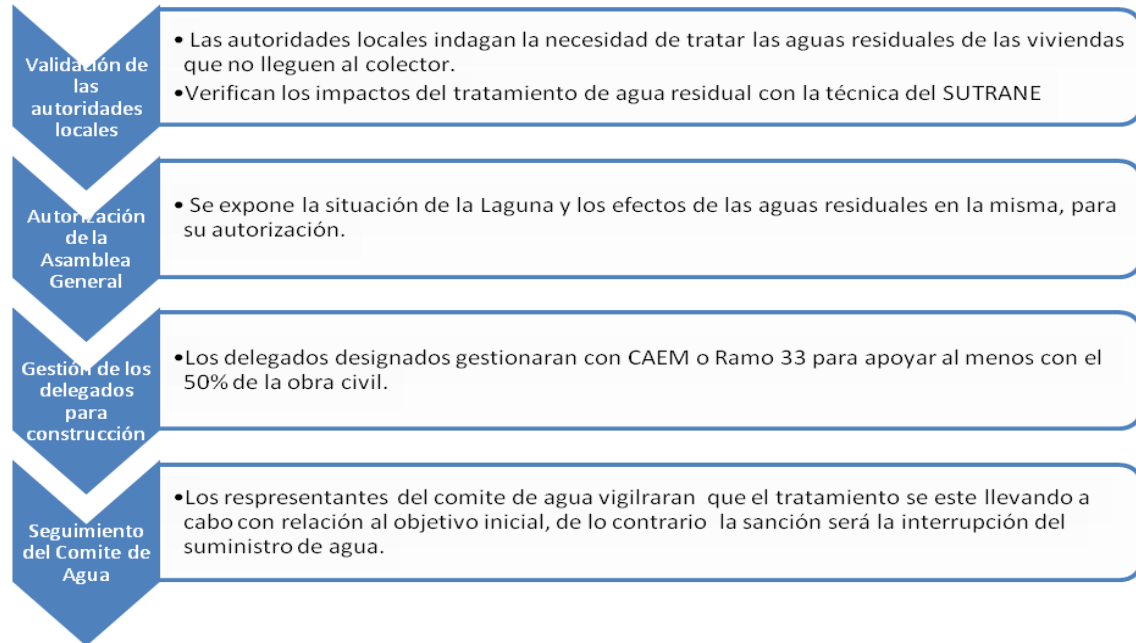 Validación de
las
autoridades
locales
• Las autoridades locales indagan la necesidad de tratar las aguas residuales de las viviendas
que no lleguen al colector.
•Verifican los impactos del tratamiento de agua residual con la técnica del SUTRANE
Autorización
de la
Asamblea
General
• Se expone la situación de la Laguna y los efectos de las aguas residuales en la misma, para
su autorización.
Gestión de los
delegados
para
construcción
•Los delegados designados gestionaran con CAEM o Ramo 33 para apoyar al menos con el
50% de la obra civil.
Seguimiento
del Comite de
Agua
•Los respresentantes del comite de agua vigilraran que el tratamiento se este llevando a
cabo con relación al objetivo inicial, de lo contrario la sanción será la interrupción del
suministro de agua.